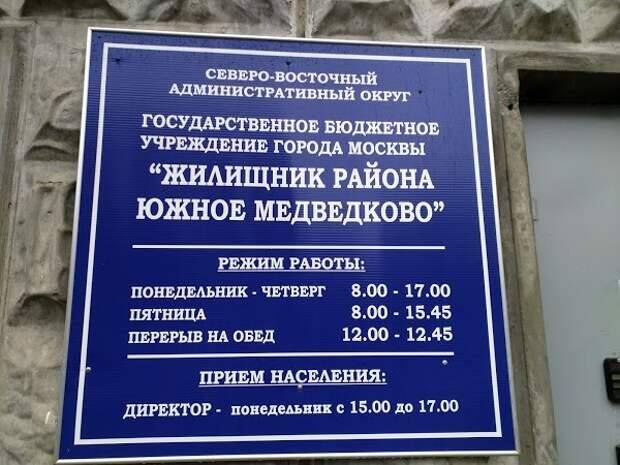 СЕВЕРО-ВОСТОЧНЫЙ
АДМИНИСТРАТИВНЫЙ ОКРУГ
ГОСУДАРСТВЕННОЕ БЮДЖЕТНОЕ
УЧРЕЖДЕНИЕ ГОРОДА МОСКВЫ
“ЖИЛИЩНИК РАЙОНА
ЮЖНОЕ МЕДВЕДКОВО”
РЕЖИМ РАБОТЫ:
ПОНЕДЕЛЬНИК - ЧЕТВЕРГ 8.00 - 17.00
ПЯТНИЦА 8.00 - 15.45
ПЕРЕРЫВ НА ОБЕД 12.00 - 12.45
ПРИЕМ НАСЕЛЕНИЯ:
ДИРЕКТОР - понедельник с 15.00 до 17.00